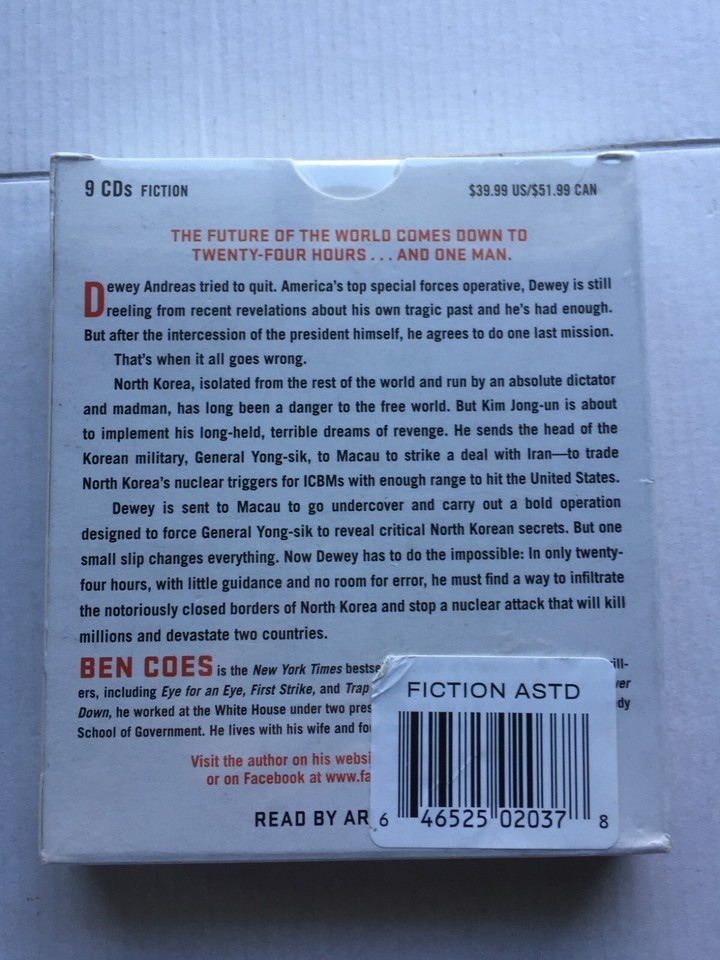 9 CDs FICTION
$39.99 US/$51.99 CAN
THE FUTURE OF THE WORLD COMES DOWN TO
TWENTY-FOUR HOURS . . . AND ONE MAN.
Dewey Andreas tried to quit. America's top special forces operative, Dewey is still
reeling from recent revelations about his own tragic past and he's had enough.
But after the intercession of the president himself, he agrees to do one last mission.
That's when it all goes wrong.
North Korea, isolated from the rest of the world and run by an absolute dictator
and madman, has long been a danger to the free world. But Kim Jong-un is about
to implement his long-held, terrible dreams of revenge. He sends the head of the
Korean military, General Yong-sik, to Macau to strike a deal with Iran—to trade
North Korea's nuclear triggers for ICBMs with enough range to hit the United States.
Dewey is sent to Macau to go undercover and carry out a bold operation
designed to force General Yong-sik to reveal critical North Korean secrets. But one
small slip changes everything. Now Dewey has to do the impossible: In only twenty-
four hours, with little guidance and no room for error, he must find a way to infiltrate
the notoriously closed borders of North Korea and stop a nuclear attack that will kill
millions and devastate two countries.
BEN COES is the New York Times bestse ill-
ers, including Eye for an Eye, First Strike, and Trap wer
Down, he worked at the White House under two pres edy
School of Government. He lives with his wife and fo
Visit the author on his websi
or on Facebook at www.fa
READ BY AR
FICTION ASTD
6 46525 02037 8